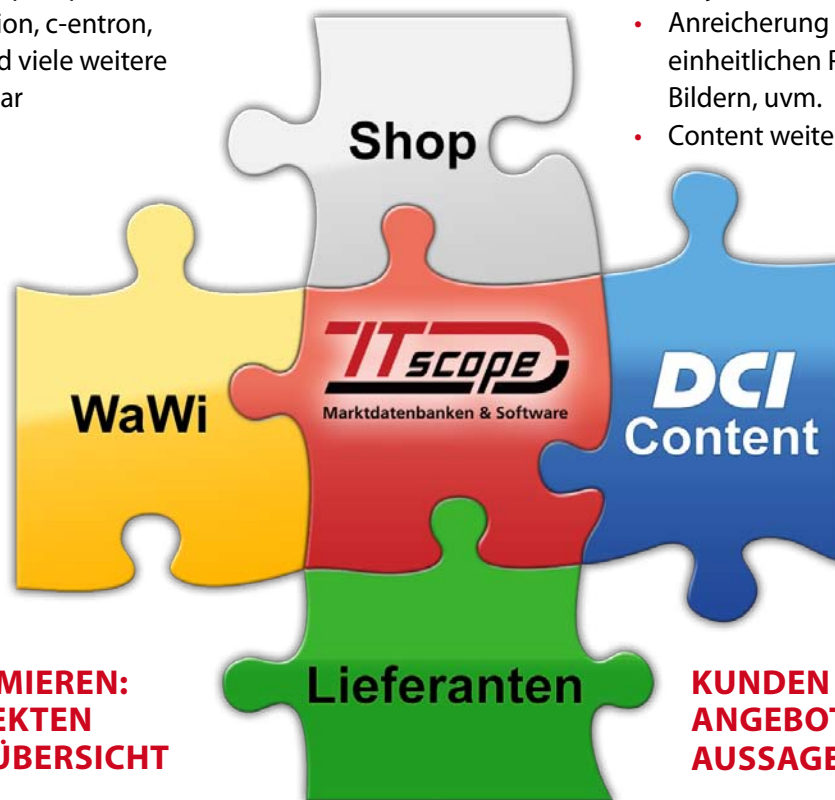 ion, c-entron,
d viele weitere
ar
• Anreicherung
einheitlichen
Bildern, uvm.
• Content weite
Shop
ITscope
Marktdatenbanken & Software
WaWi
DCI
Content
Lieferanten
MIEREN:
EKTEN
ÜBERSICHT
KUNDEN
ANGEBOT
AUSSAGE